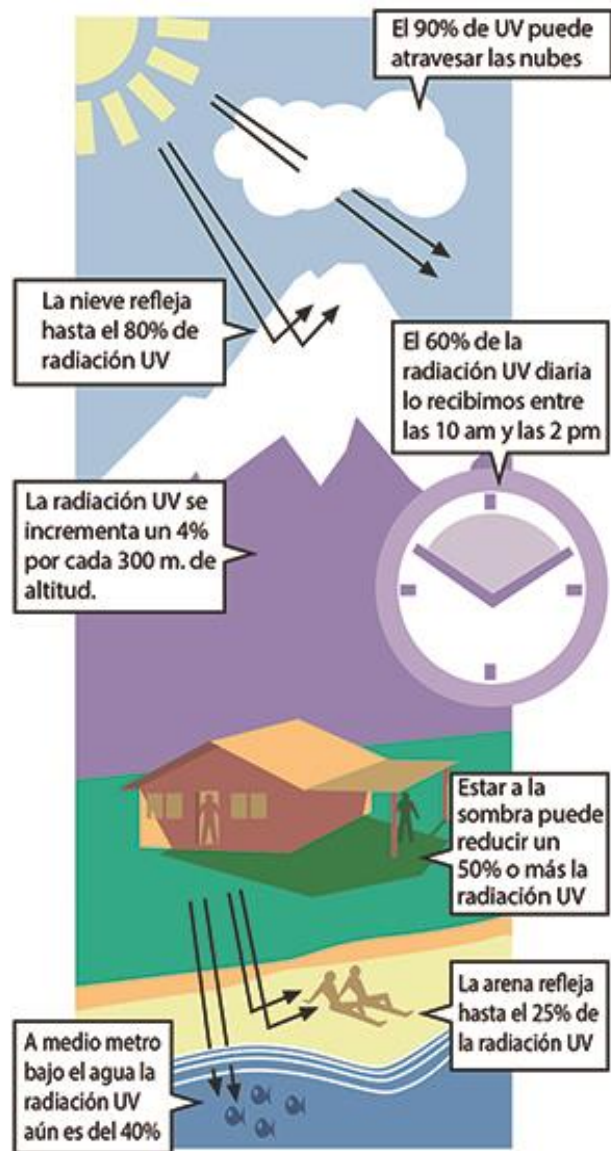 El 90% de UV puede
atravesar las nubes
La nieve refleja
hasta el 80% de
radiación UV
El 60% de la
radiación UV diaria
lo recibimos entre
las 10 am y las 2 pm
La radiación UV se
incrementa un 4%
por cada 300 m. de
altitud.
Estar a la
sombra puede
reducir un
50% o más la
radiación UV
La arena refleja
hasta el 25% de
la radiación UV
A medio metro
bajo el agua la
radiación UV
aún es del 40%